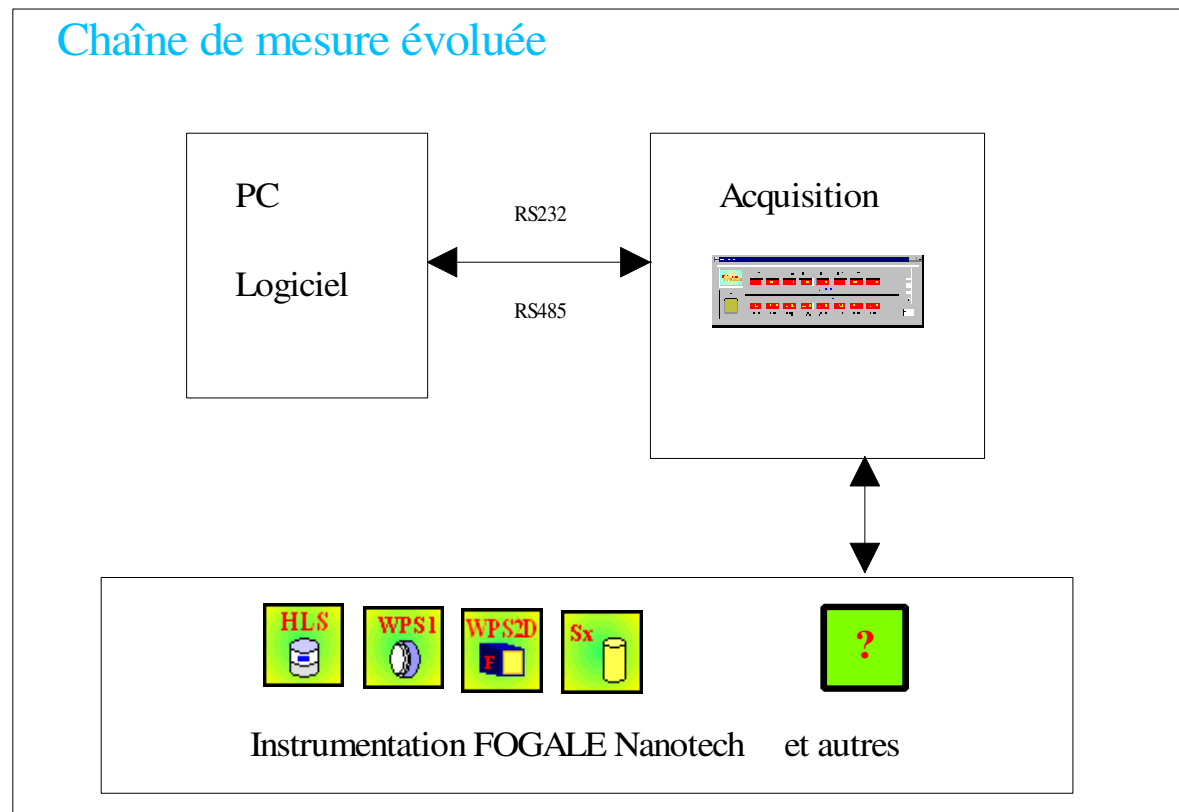 Chaîne de mesure évoluée
PC
Logiciel
RS232
RS485
Acquisition
HLS
WPS1
WPS2D
F
Sx
?
Instrumentation FOGALE Nanotech et autres